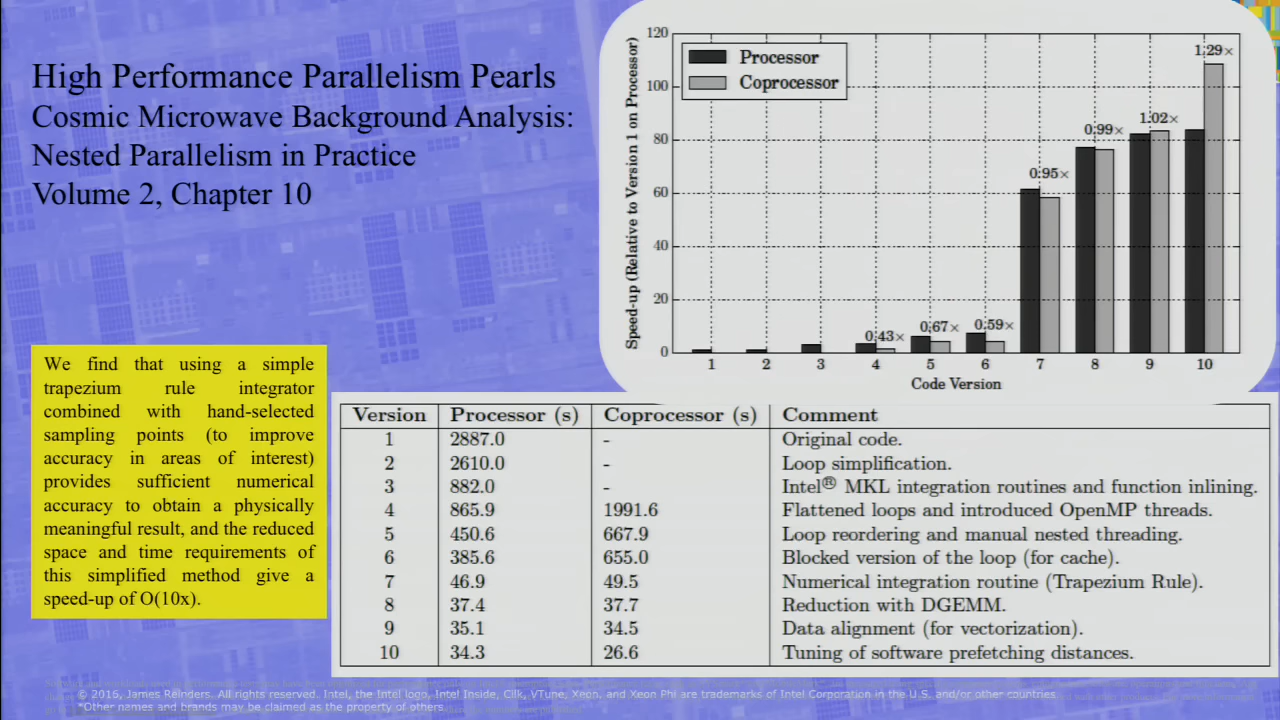 High Performance Parallelism Pearls
Cosmic Microwave Background Analysis:
Nested Parallelism in Practice
Volume 2, Chapter 10
We find that using a simple
trapezium rule integrator
combined with hand-selected
sampling points (to improve
accuracy in areas of interest)
provides sufficient numerical
accuracy to obtain a physically
meaningful result, and the reduced
space and time requirements of
this simplified method give a
speed-up of O(10x).
Speed-up (Relative to Version 1 on Processor)
120
100
80
60
40
20
0
Processor
Coprocessor
0.43×
0.67×
0.59×
0.95×
0.99×
1.02×
1.29×
1 2 3 4 5 6 7 8 9 10
Code Version
Version Processor (s) Coprocessor (s) Comment
1 2887.0 - Original code.
2 2610.0 - Loop simplification.
3 882.0 - Intel® MKL integration routines and function inlining.
4 865.9 1991.6 Flattened loops and introduced OpenMP threads.
5 450.6 667.9 Loop reordering and manual nested threading.
6 385.6 655.0 Blocked version of the loop (for cache).
7 46.9 49.5 Numerical integration routine (Trapezium Rule).
8 37.4 37.7 Reduction with DGEMM.
9 35.1 34.5 Data alignment (for vectorization).
10 34.3 26.6 Tuning of software prefetching distances.
© 2015, James Reinders. All rights reserved. Intel, the Intel logo, Intel Inside, Cilk, VTune, Xeon, and Xeon Phi are trademarks of Intel Corporation in the U.S. and/or other countries.
*Other names and brands may be claimed as the property of others.